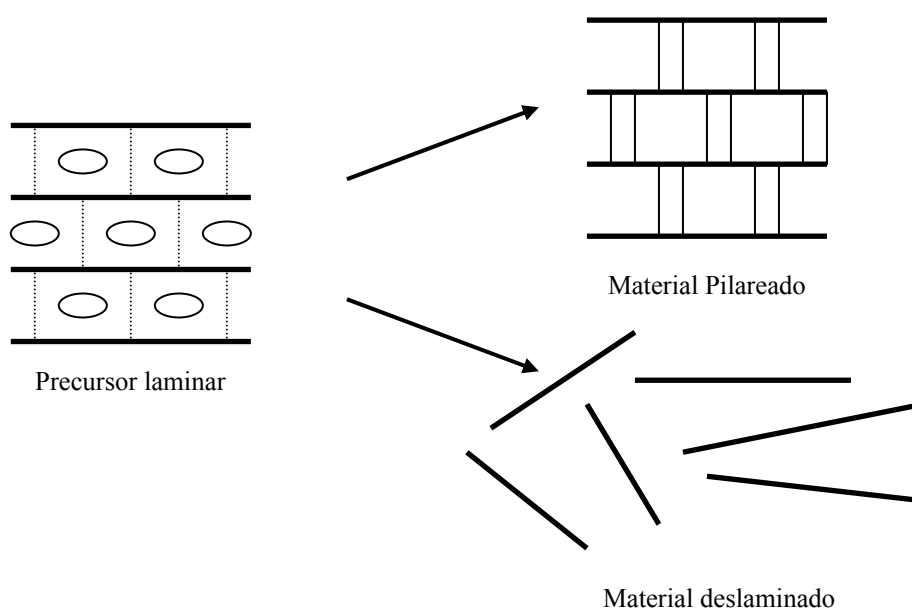 Material Pilareado
Precursor laminar
Material deslaminado